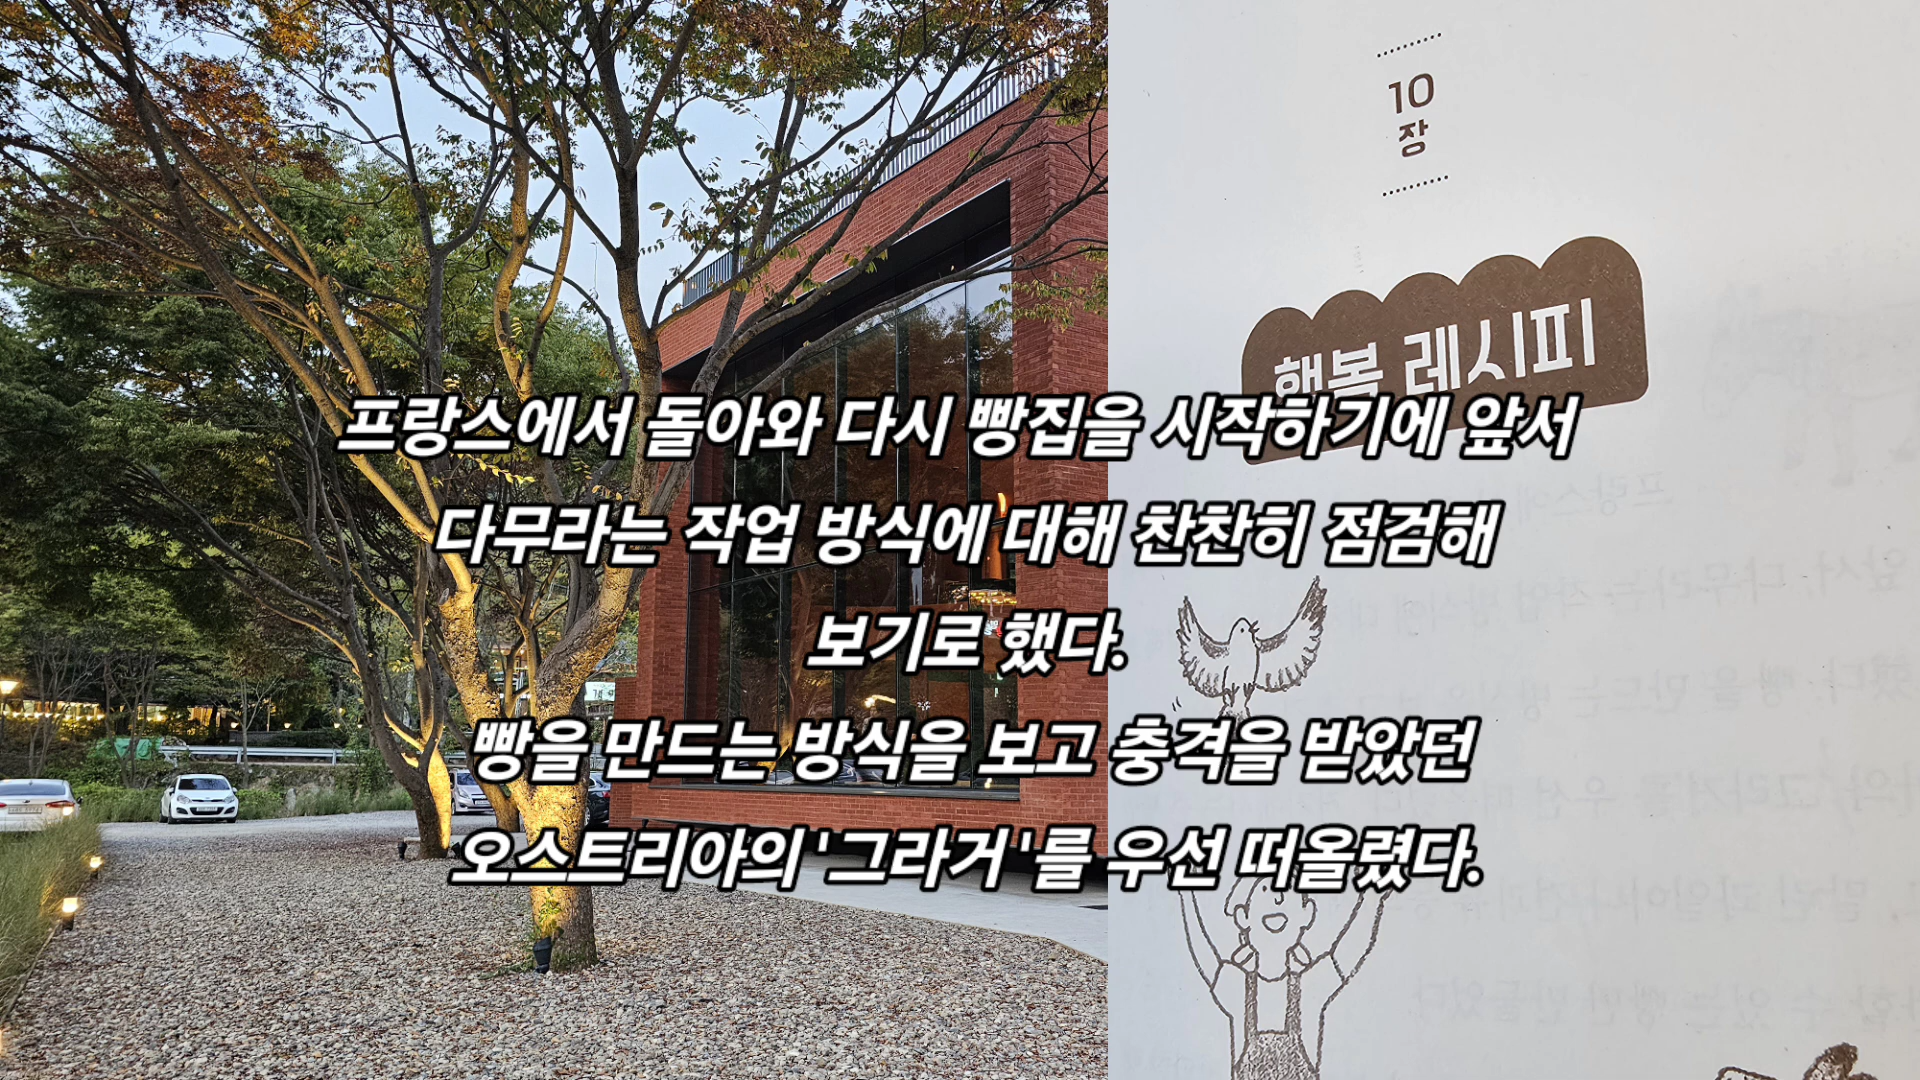 10
장
행복 레시피
프랑스에서 돌아와 다시 빵집을 시작하기에 앞서
다무라는 작업 방식에 대해 찬찬히 점검해
보기로 했다.
빵을 만드는 방식을 보고 충격을 받았던
오스트리아의 '그라거'를 우선 떠올렸다.